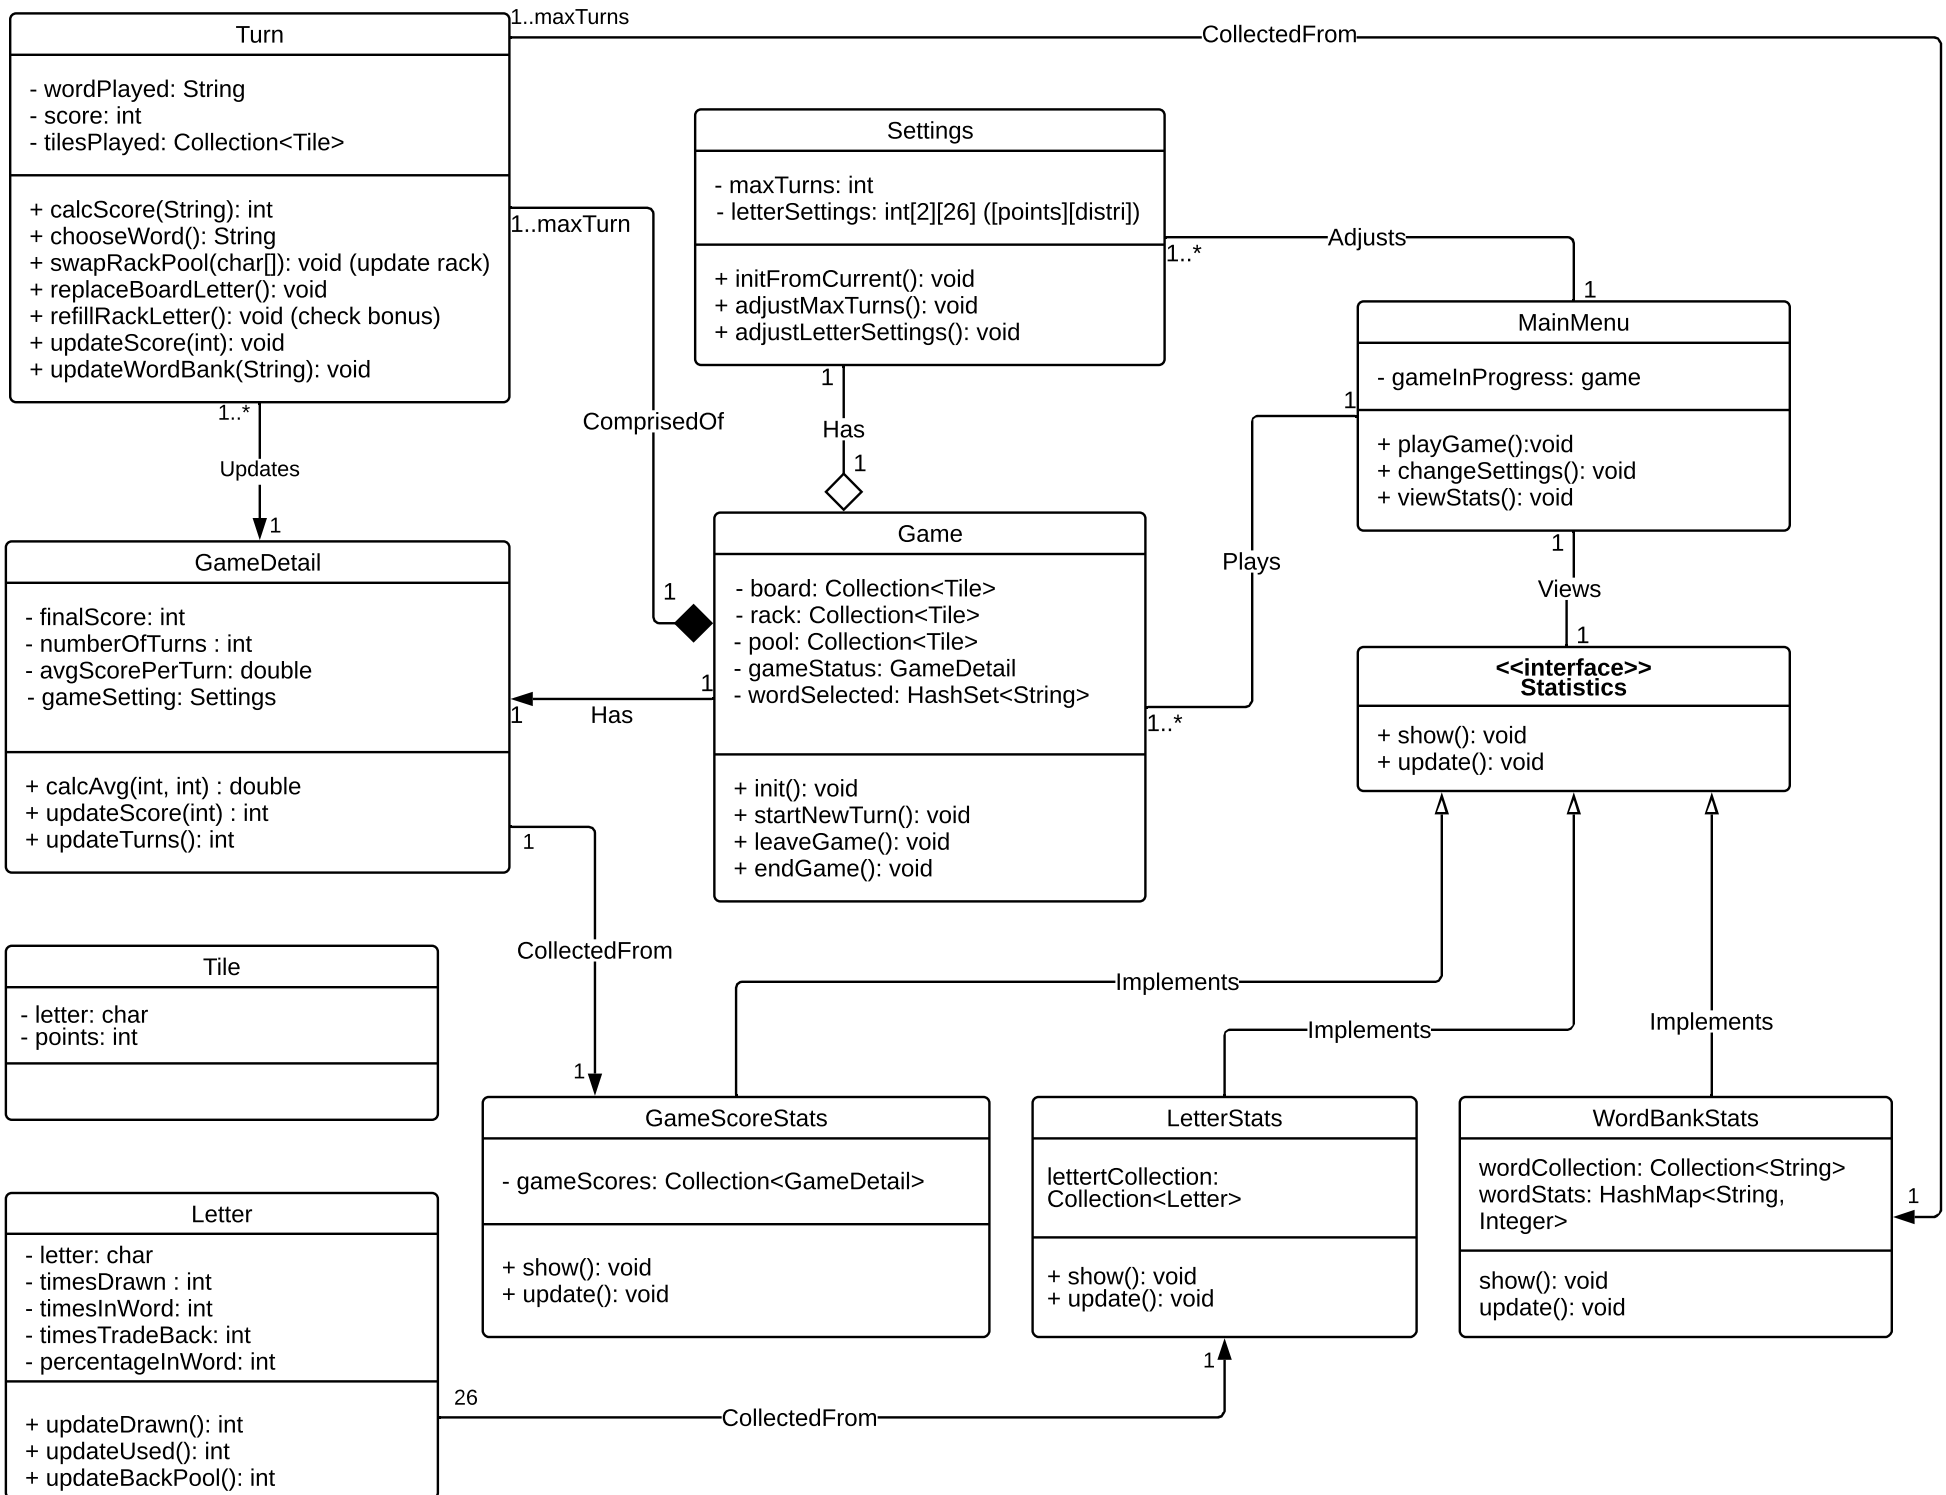 Turn
- wordPlayed: String
- score: int
- tilesPlayed: Collection<Tile>
+ calcScore(String): int
+ chooseWord(): String
+ swapRackPool(char[]): void (update rack)
+ replaceBoardLetter(): void
+ refillRackLetter(): void (check bonus)
+ updateScore(int): void
+ updateWordBank(String): void
1..maxTurns
CollectedFrom
1
1..maxTurn
ComprisedOf
1
1..*
Updates
1
Settings
- maxTurns: int
- letterSettings: int[2][26] ([points][distri])
+ initFromCurrent(): void
+ adjustMaxTurns(): void
+ adjustLetterSettings(): void
1..*
Adjusts
1
1
Has
1
MainMenu
- gameInProgress: game
+ playGame():void
+ changeSettings(): void
+ viewStats(): void
1
Plays
1..*
1
Views
1
GameDetail
- finalScore: int
- numberOfTurns : int
- avgScorePerTurn: double
- gameSetting: Settings
+ calcAvg(int, int) : double
+ updateScore(int) : int
+ updateTurns(): int
Game
- board: Collection<Tile>
- rack: Collection<Tile>
- pool: Collection<Tile>
- gameStatus: GameDetail
- wordSelected: HashSet<String>
+ init(): void
+ startNewTurn(): void
+ leaveGame(): void
+ endGame(): void
1
Has
1
<<interface>>
Statistics
+ show(): void
+ update(): void
1
CollectedFrom
1
Implements
Implements
Implements
Tile
- letter: char
- points: int
GameScoreStats
- gameScores: Collection<GameDetail>
+ show(): void
+ update(): void
LetterStats
lettertCollection:
Collection<Letter>
+ show(): void
+ update(): void
WordBankStats
wordCollection: Collection<String>
wordStats: HashMap<String,
Integer>
show(): void
update(): void
Letter
- letter: char
- timesDrawn : int
- timesInWord: int
- timesTradeBack: int
- percentageInWord: int
+ updateDrawn(): int
+ updateUsed(): int
+ updateBackPool(): int
26
CollectedFrom
1